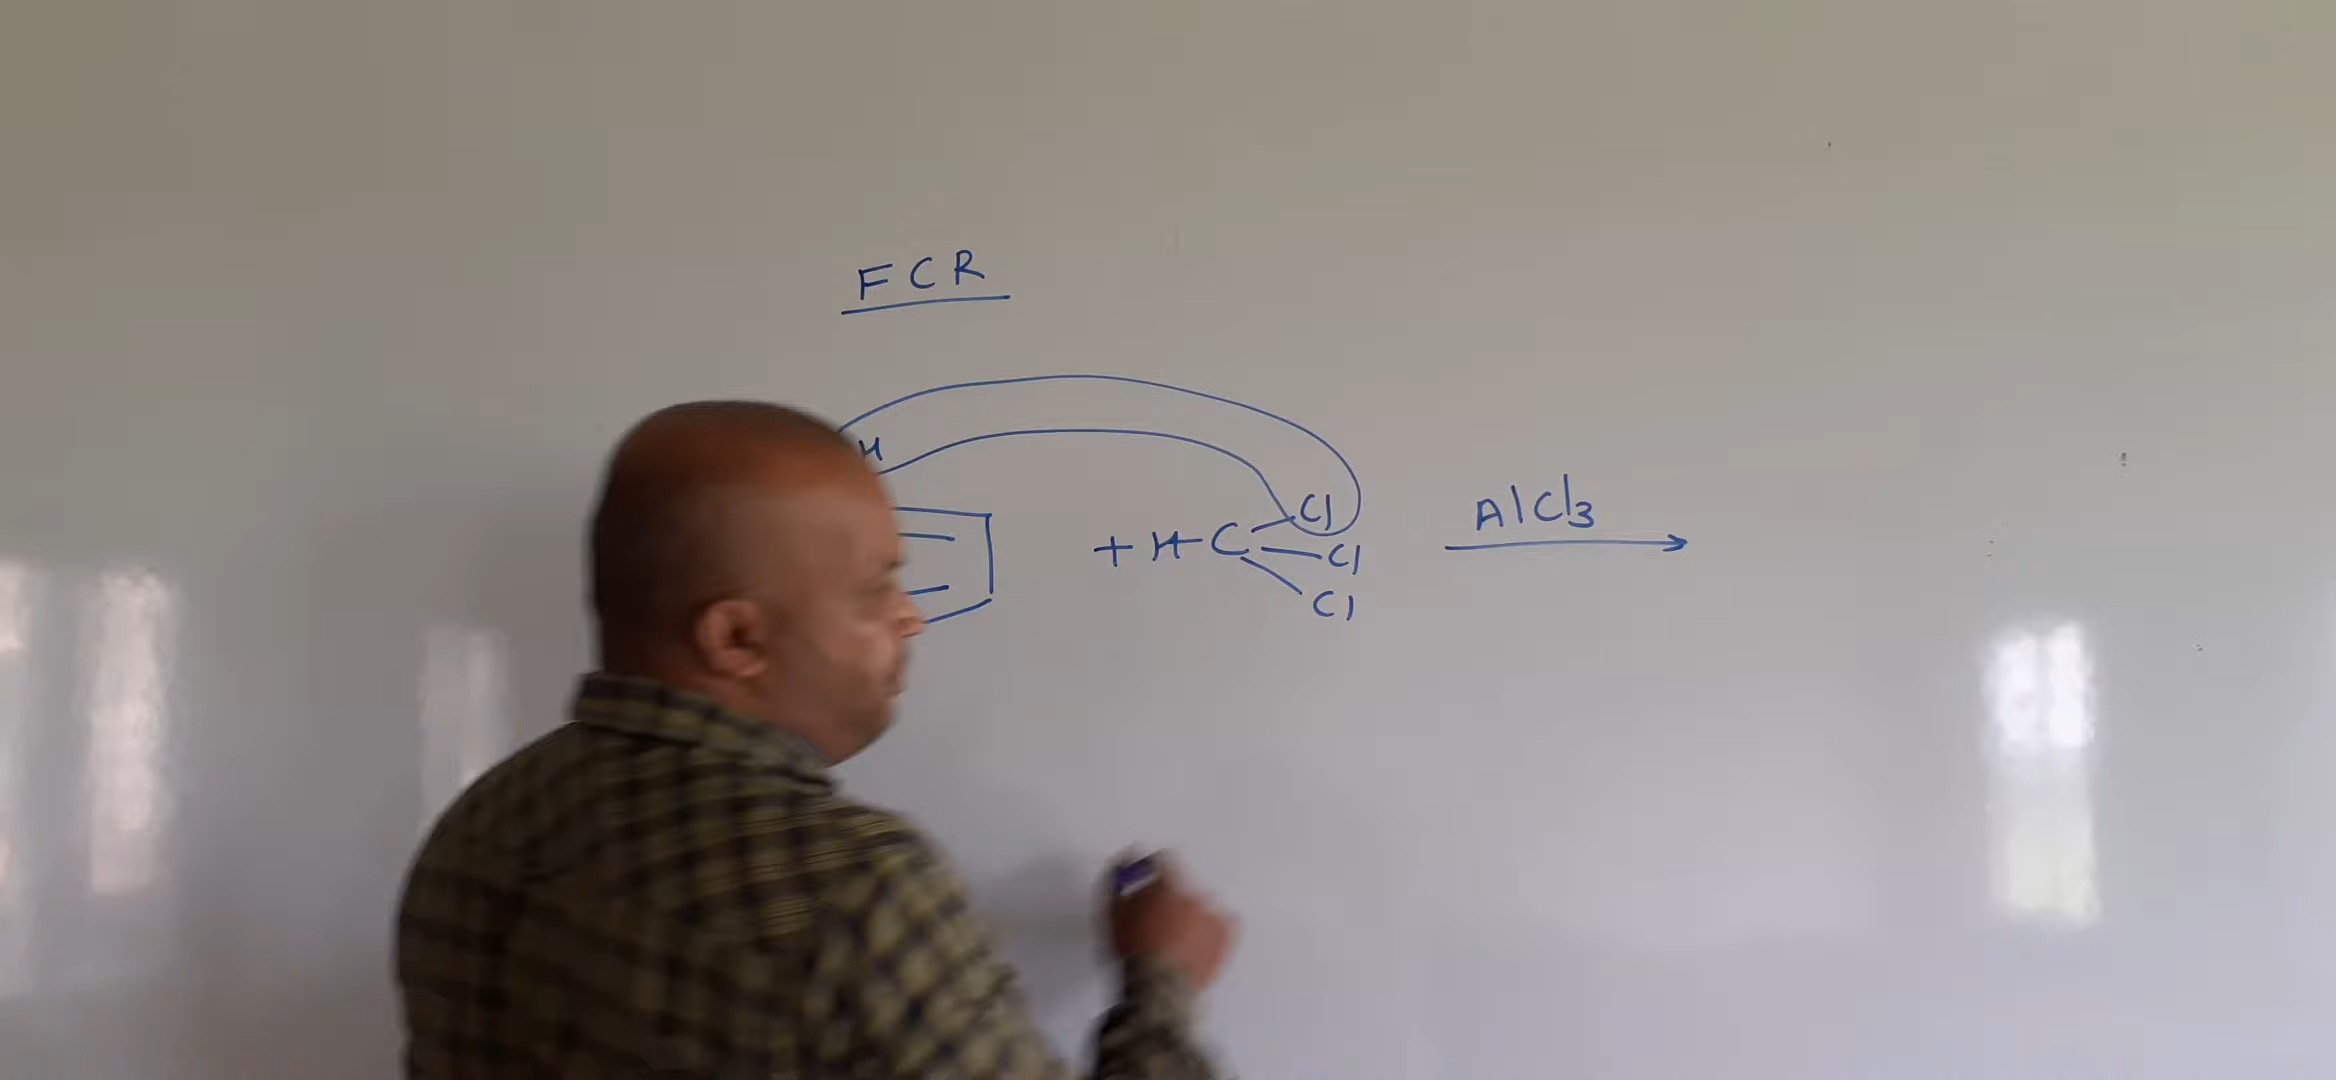 FCR
H
Cl
+ H-C Cl AlCl3
Cl